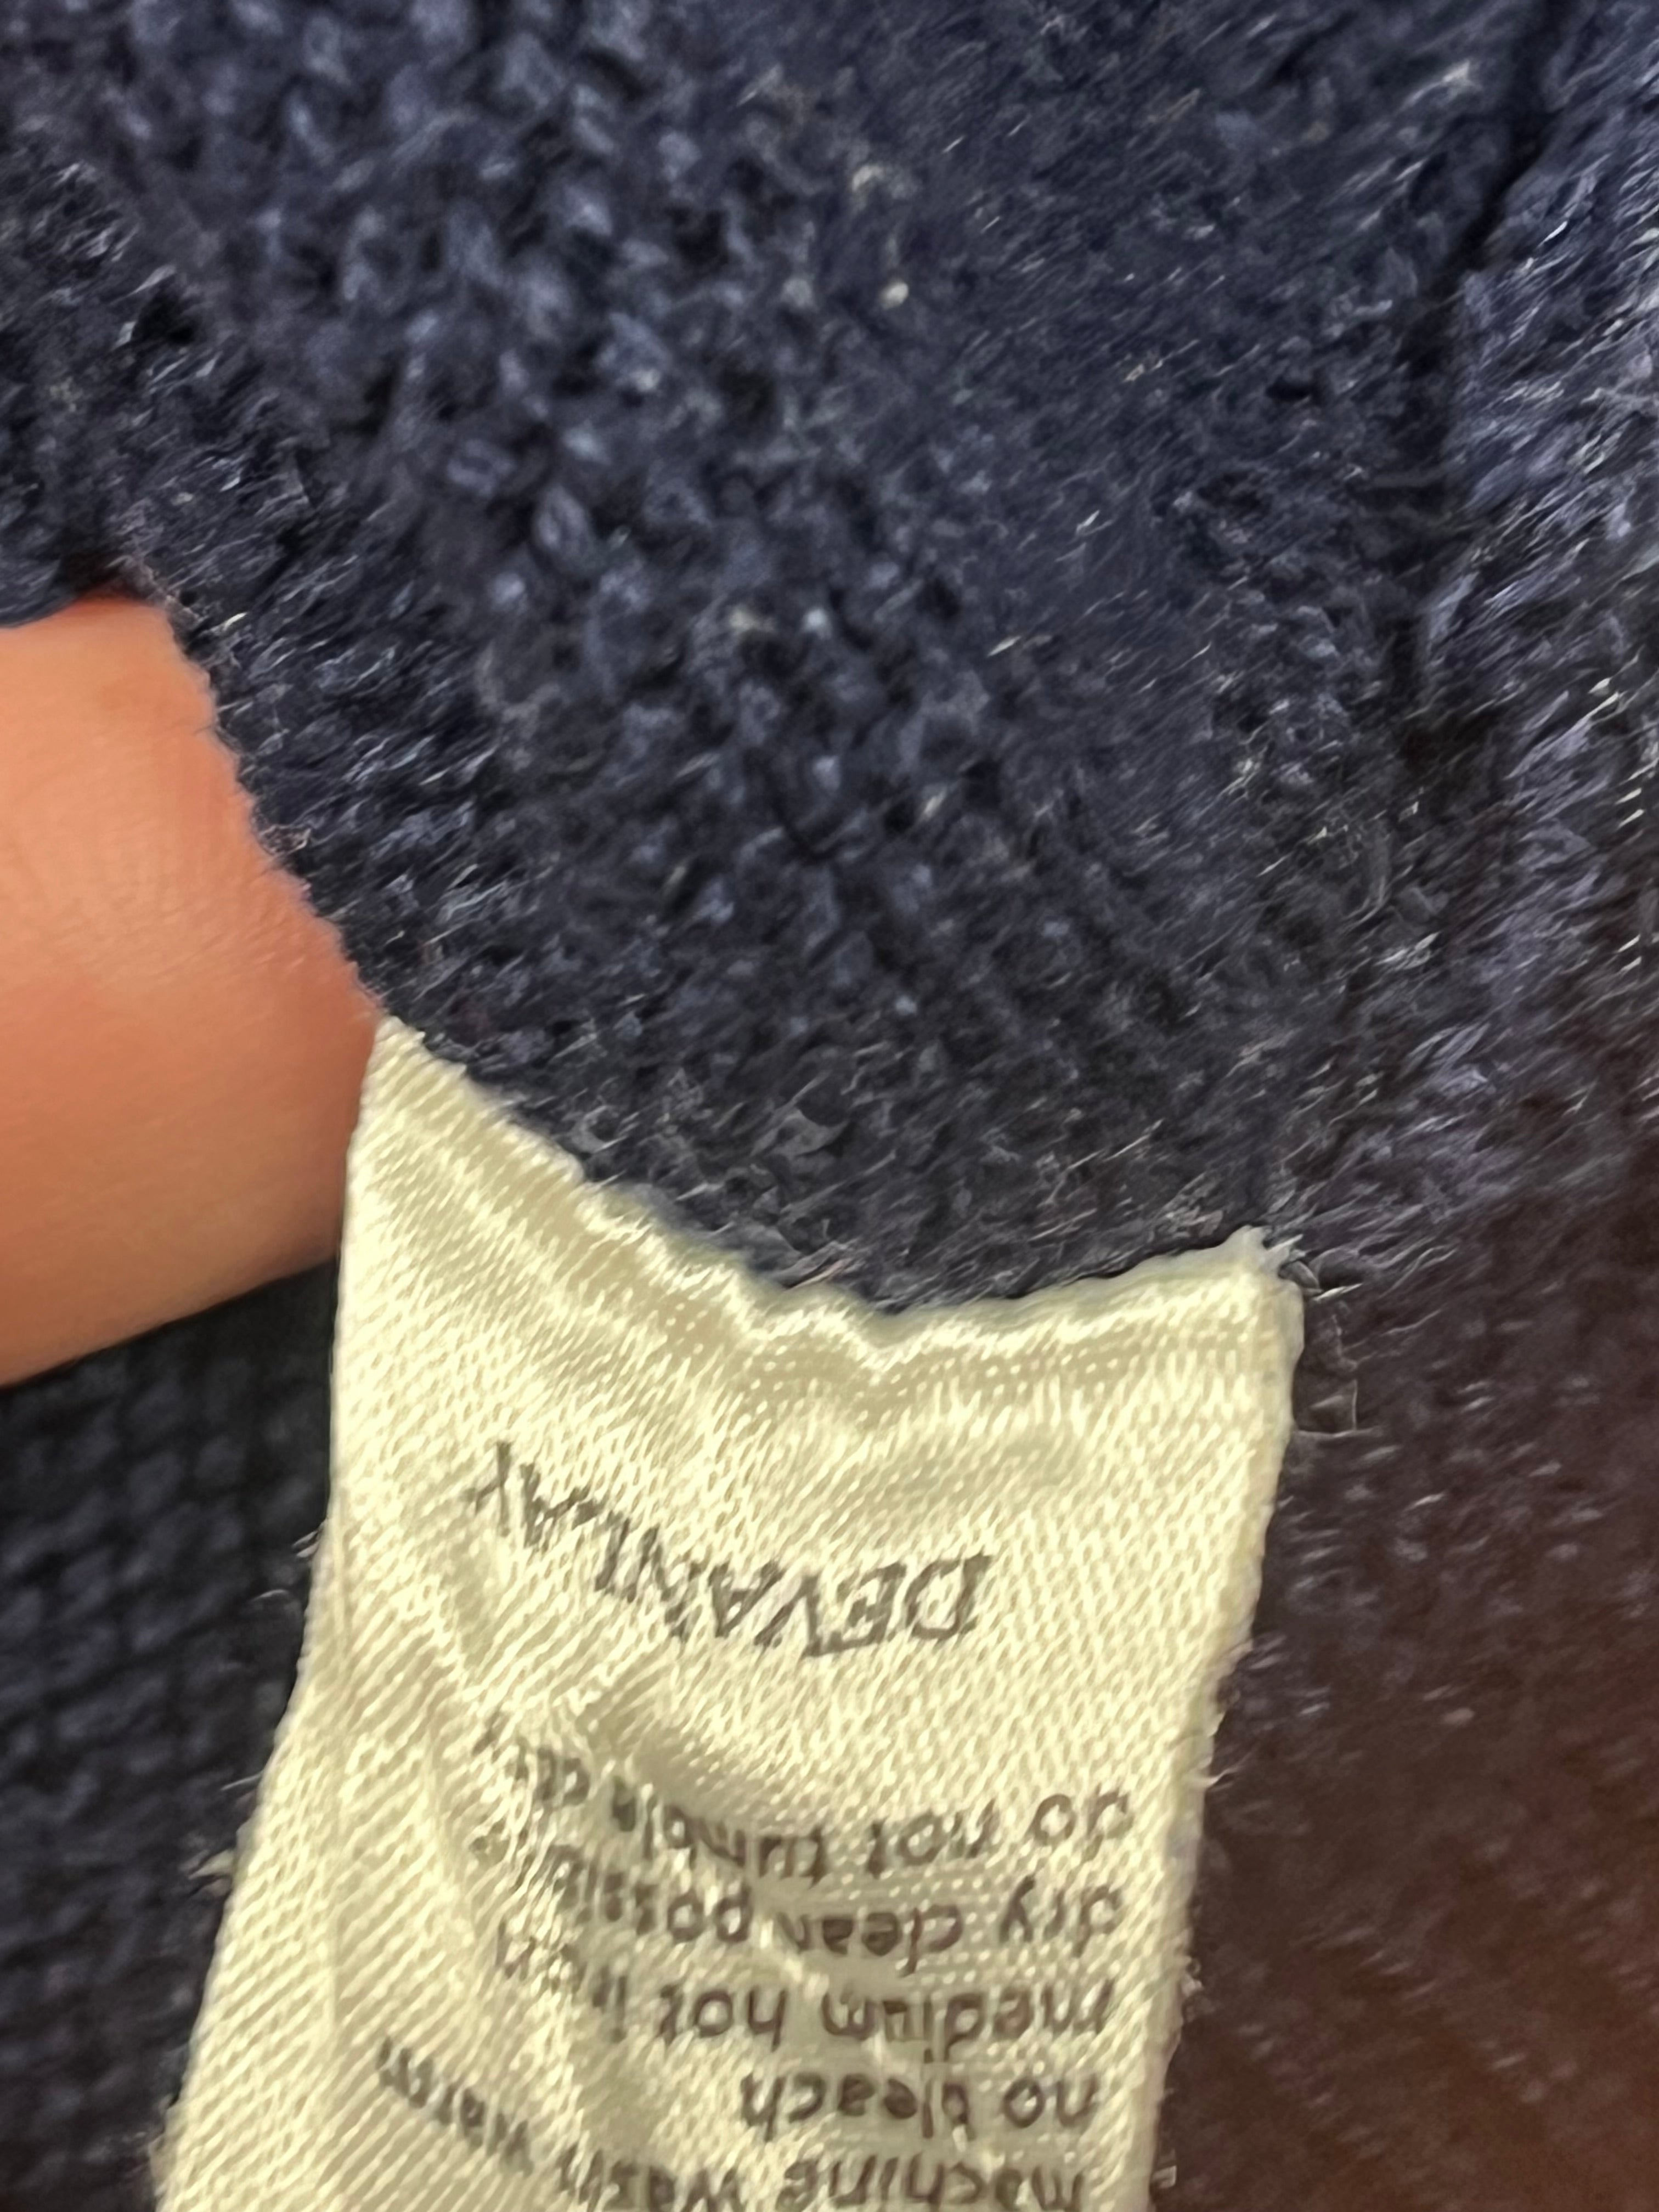 machine wash warm
no bleach
medium hot iron
dry clean possible
do not tumble dry
DEVANLAY